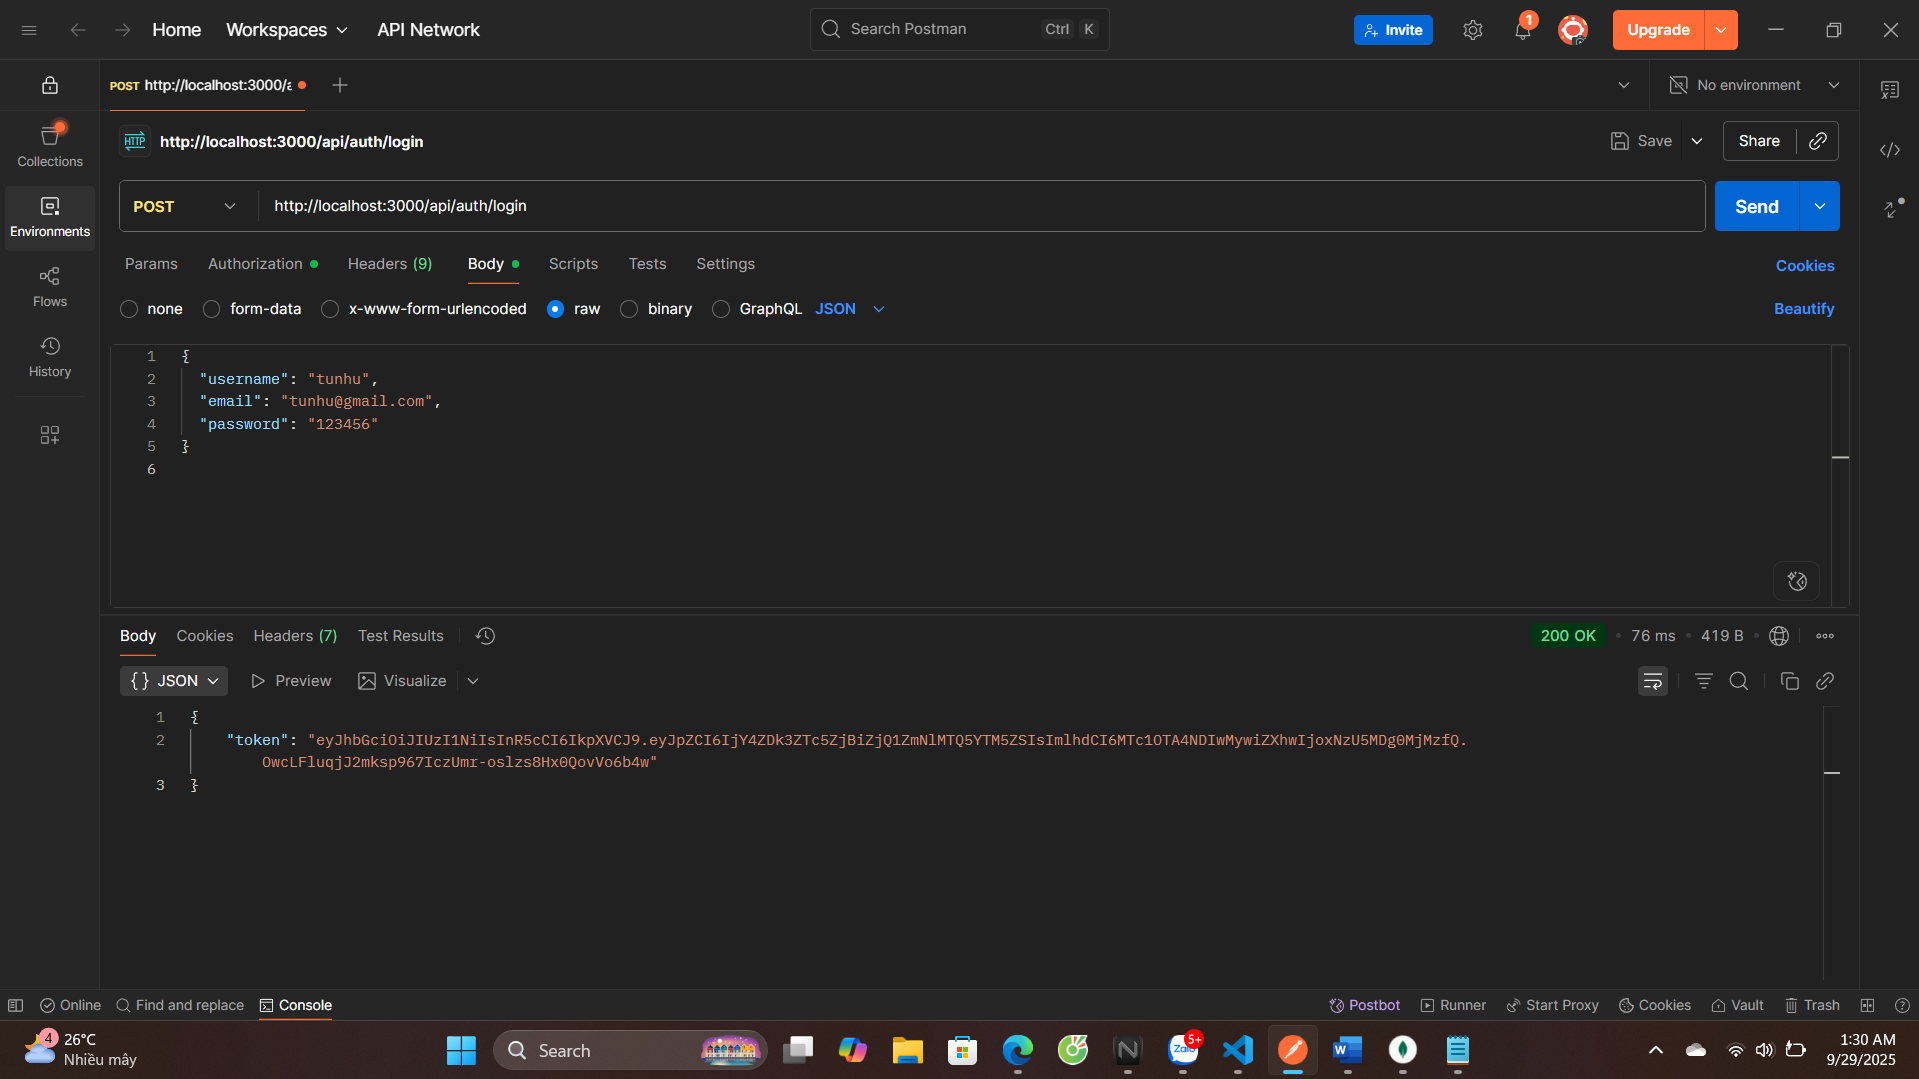 Home
Workspaces
API Network
Search Postman
Ctrl
K
Invite
1
Upgrade
POST http://localhost:3000/a
No environment
HTTP
http://localhost:3000/api/auth/login
Save
Share
Collections
Environments
Flows
History
POST
http://localhost:3000/api/auth/login
Send
Params
Authorization
Headers (9)
Body
Scripts
Tests
Settings
Cookies
none
form-data
x-www-form-urlencoded
raw
binary
GraphQL
JSON
Beautify
1 {
2 "username": "tunhu",
3 "email": "tunhu@gmail.com",
4 "password": "123456"
5 }
6
Body
Cookies
Headers (7)
Test Results
200 OK
76 ms
419 B
{} JSON
Preview
Visualize
1 {
2 "token": "eyJhbGciOiJIUzI1NiIsInR5cCI6IkpXVCJ9.eyJpZCI6IjY4ZDk3ZTc5ZjBiZjQ1ZmNlMTQ5YTM5ZSIsImlhdCI6MTc1OTA4NDIwMywiZXhwIjoxNzU5MDg0MjMzfQ.
OwcLFluqjJ2mksp967IczUmr-oslzs8Hx0QovVo6b4w"
3 }
Online
Find and replace
Console
Postbot
Runner
Start Proxy
Cookies
Vault
Trash
4
26°C
Nhiều mây
Search
Zalo
5+
W
1:30 AM
9/29/2025